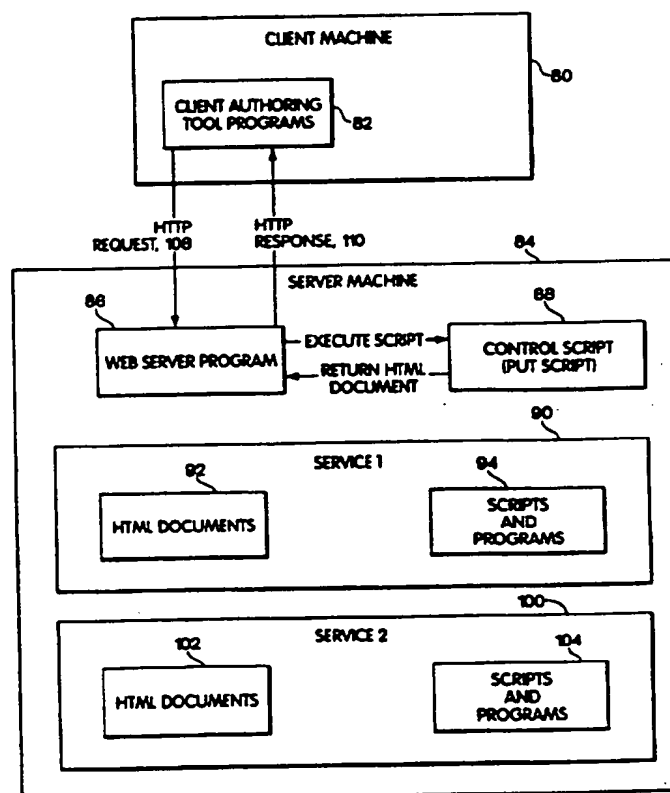 CLIENT MACHINE
80
CLIENT AUTHORING
TOOL PROGRAMS
82
HTTP
REQUEST, 108
HTTP
RESPONSE, 110
84
SERVER MACHINE
86
88
WEB SERVER PROGRAM
EXECUTE SCRIPT
RETURN HTML
DOCUMENT
CONTROL SCRIPT
(PUT SCRIPT)
90
SERVICE 1
92
94
HTML DOCUMENTS
SCRIPTS
AND
PROGRAMS
100
SERVICE 2
102
104
HTML DOCUMENTS
SCRIPTS
AND
PROGRAMS